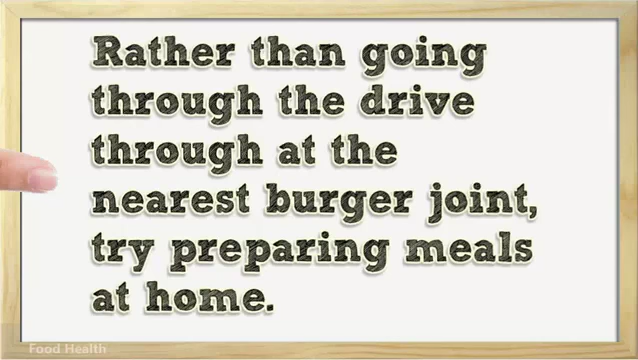 Rather than going
through the drive
through at the
nearest burger joint,
try preparing meals
at home.
Food Health